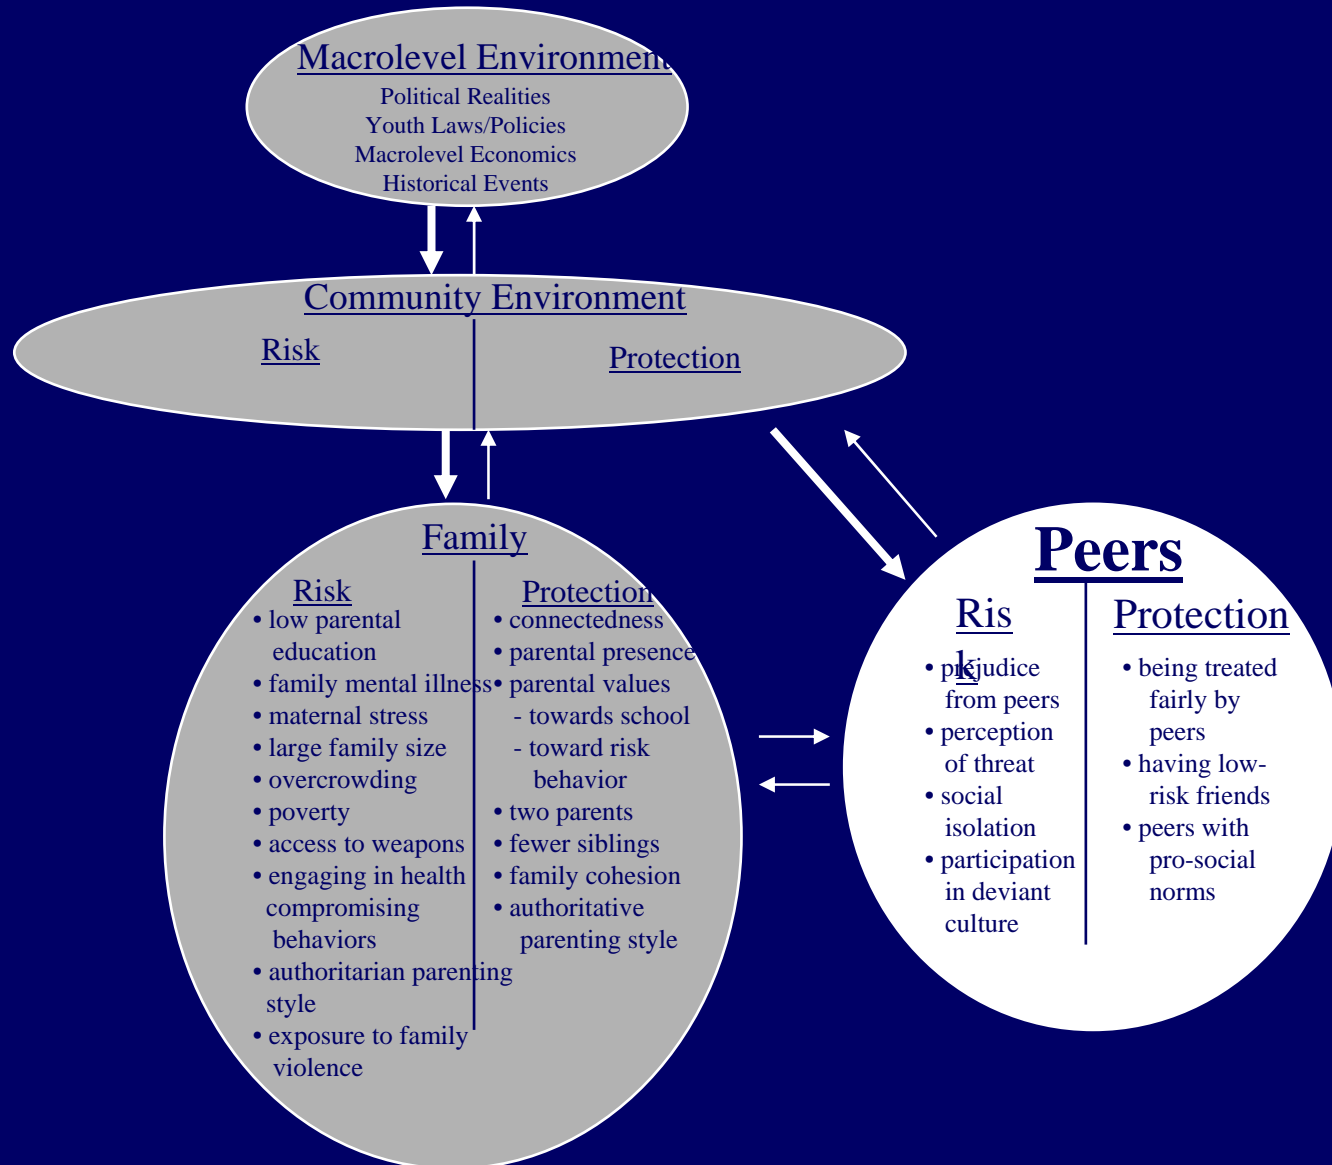 Macrolevel Environment
Political Realities
Youth Laws/Policies
Macrolevel Economics
Historical Events
Community Environment
Risk
Protection
Family
Risk
• low parental
education
• family mental illness
• maternal stress
• large family size
• overcrowding
• poverty
• access to weapons
• engaging in health
compromising
behaviors
• authoritarian parenting
style
• exposure to family
violence
Protection
• connectedness
• parental presence
• parental values
- towards school
- toward risk
behavior
• two parents
• fewer siblings
• family cohesion
• authoritative
parenting style
Peers
Ris
k
• prejudice
from peers
• perception
of threat
• social
isolation
• participation
in deviant
culture
Protection
• being treated
fairly by
peers
• having low-
risk friends
• peers with
pro-social
norms